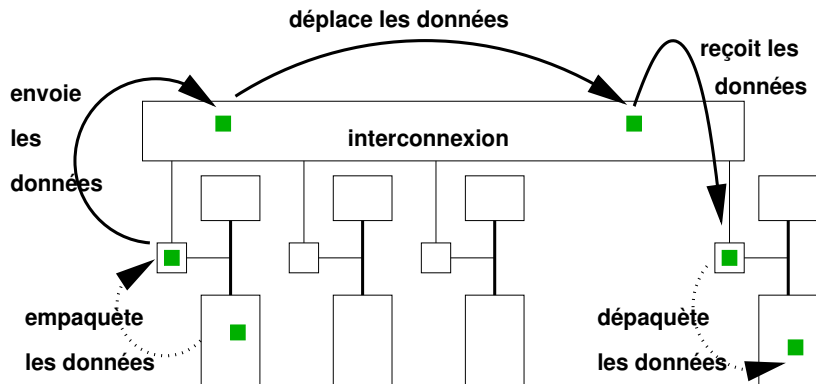 déplace les données
envoie
les
données
reçoit les
données
interconnexion
empaquète
les données
dépaquète
les données